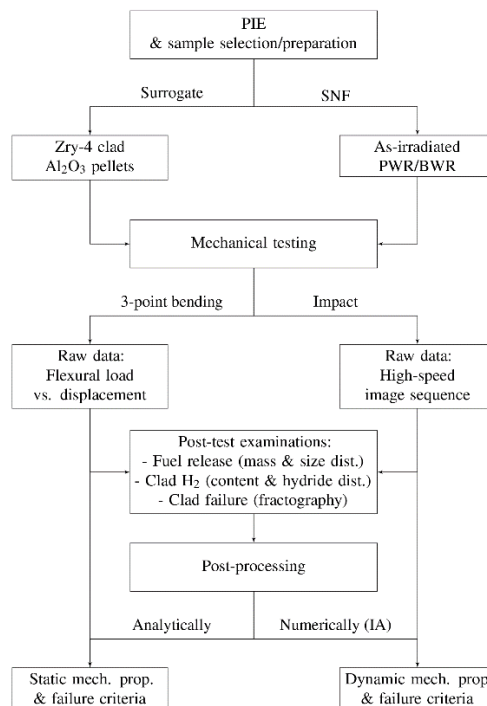 PIE
& sample selection/preparation
Surrogate
SNF
Zry-4 clad
Al₂O₃ pellets
As-irradiated
PWR/BWR
Mechanical testing
3-point bending
Impact
Raw data:
Flexural load
vs. displacement
Raw data:
High-speed
image sequence
Post-test examinations:
- Fuel release (mass & size dist.)
- Clad H₂ (content & hydride dist.)
- Clad failure (fractography)
Post-processing
Analytically
Numerically (IA)
Static mech. prop.
& failure criteria
Dynamic mech. prop.
& failure criteria